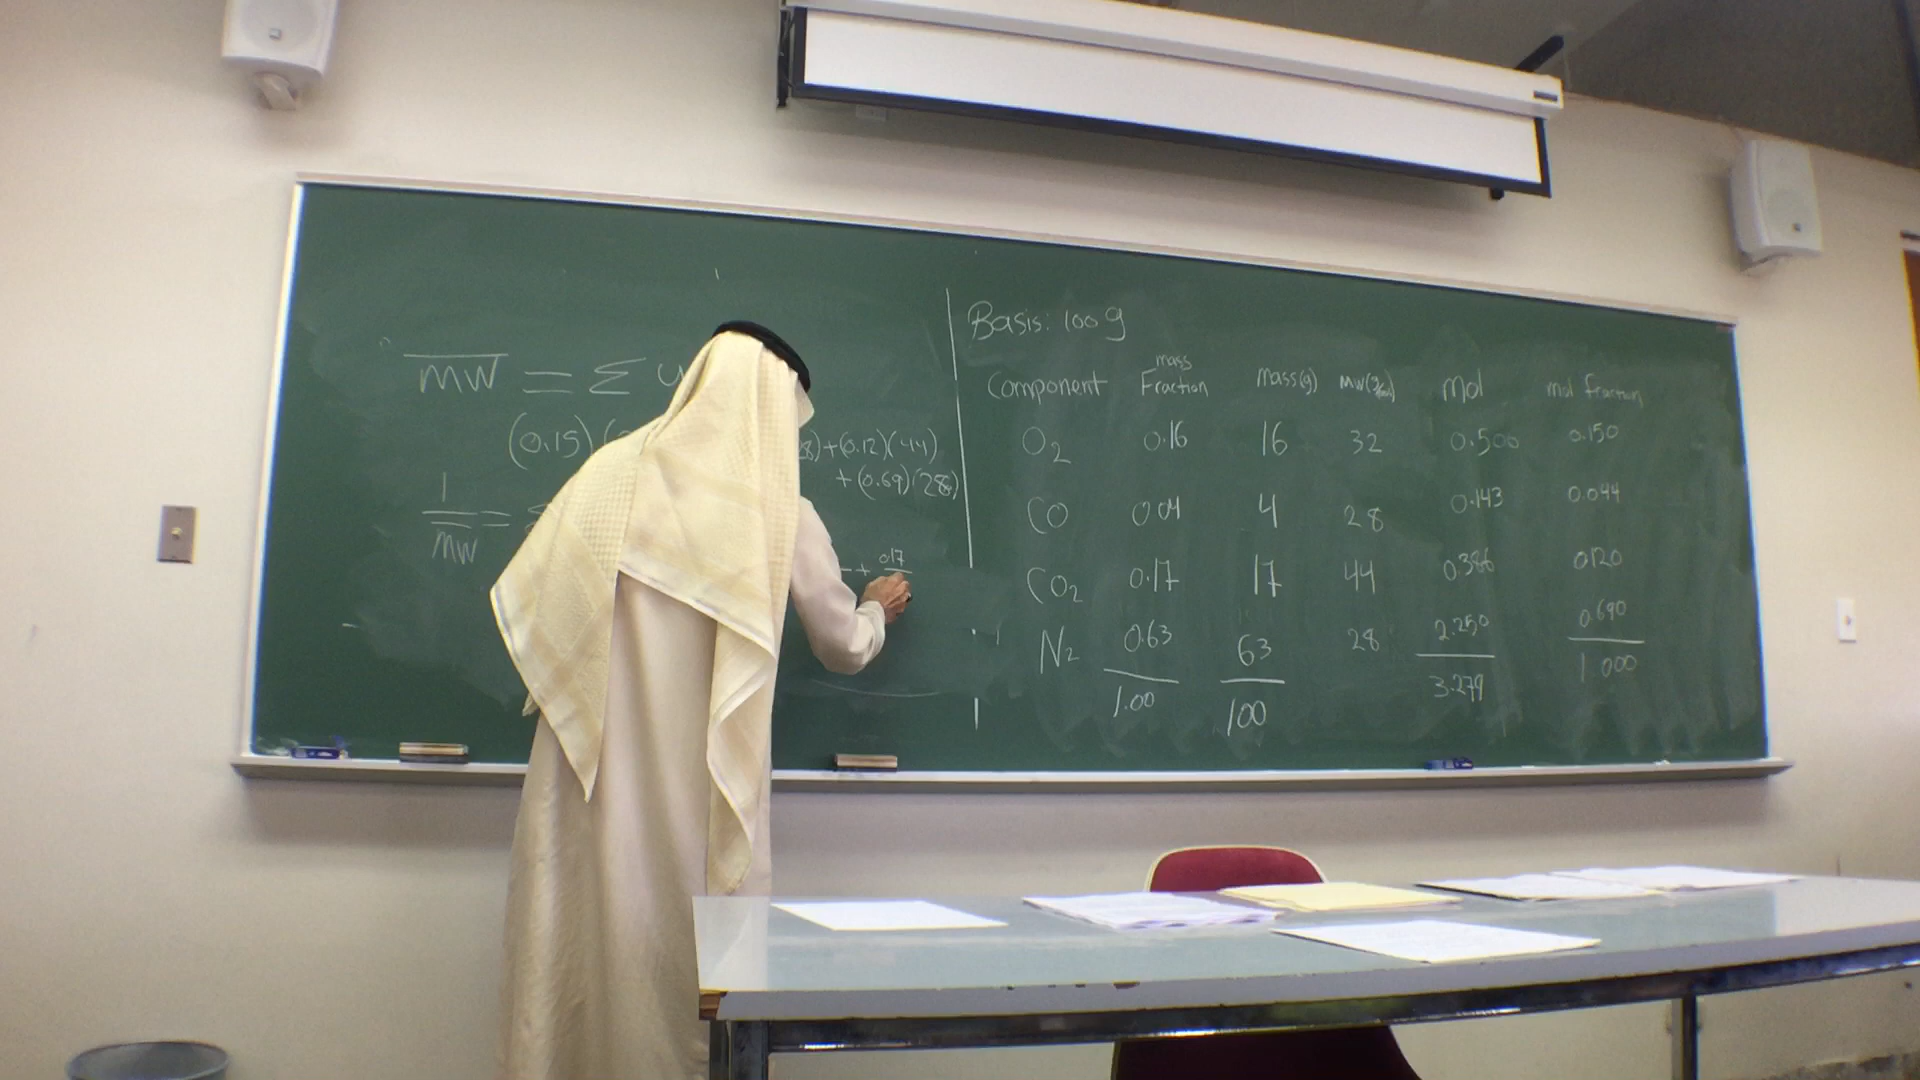 MW = Σ y
(0.15)(
8)+(0.12)(44)
+(0.69)(28)
1
MW =
+ 0.17
Basis: 100 g
Component mass Fraction mass(g) MW(g/mol) mol mol fraction
O2 0.16 16 32 0.500 0.150
CO 0.04 4 28 0.143 0.044
CO2 0.17 17 44 0.386 0.120
N2 0.63 63 28 2.250 0.690
1.00 100 3.279 1.000